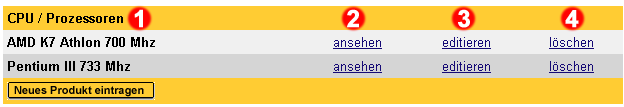 CPU / Prozessoren 1 2 3 4
AMD K7 Athlon 700 Mhz ansehen editieren löschen
Pentium III 733 Mhz ansehen editieren löschen
Neues Produkt eintragen